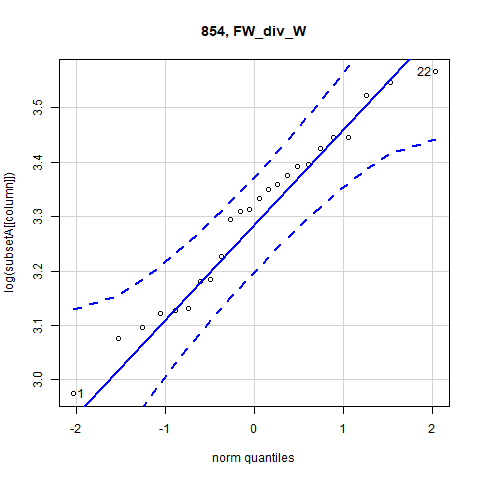 854, FW_div_W
log(subsetA[[column]])
3.5
3.4
3.3
3.2
3.1
3.0
22
1
-2 -1 0 1 2
norm quantiles